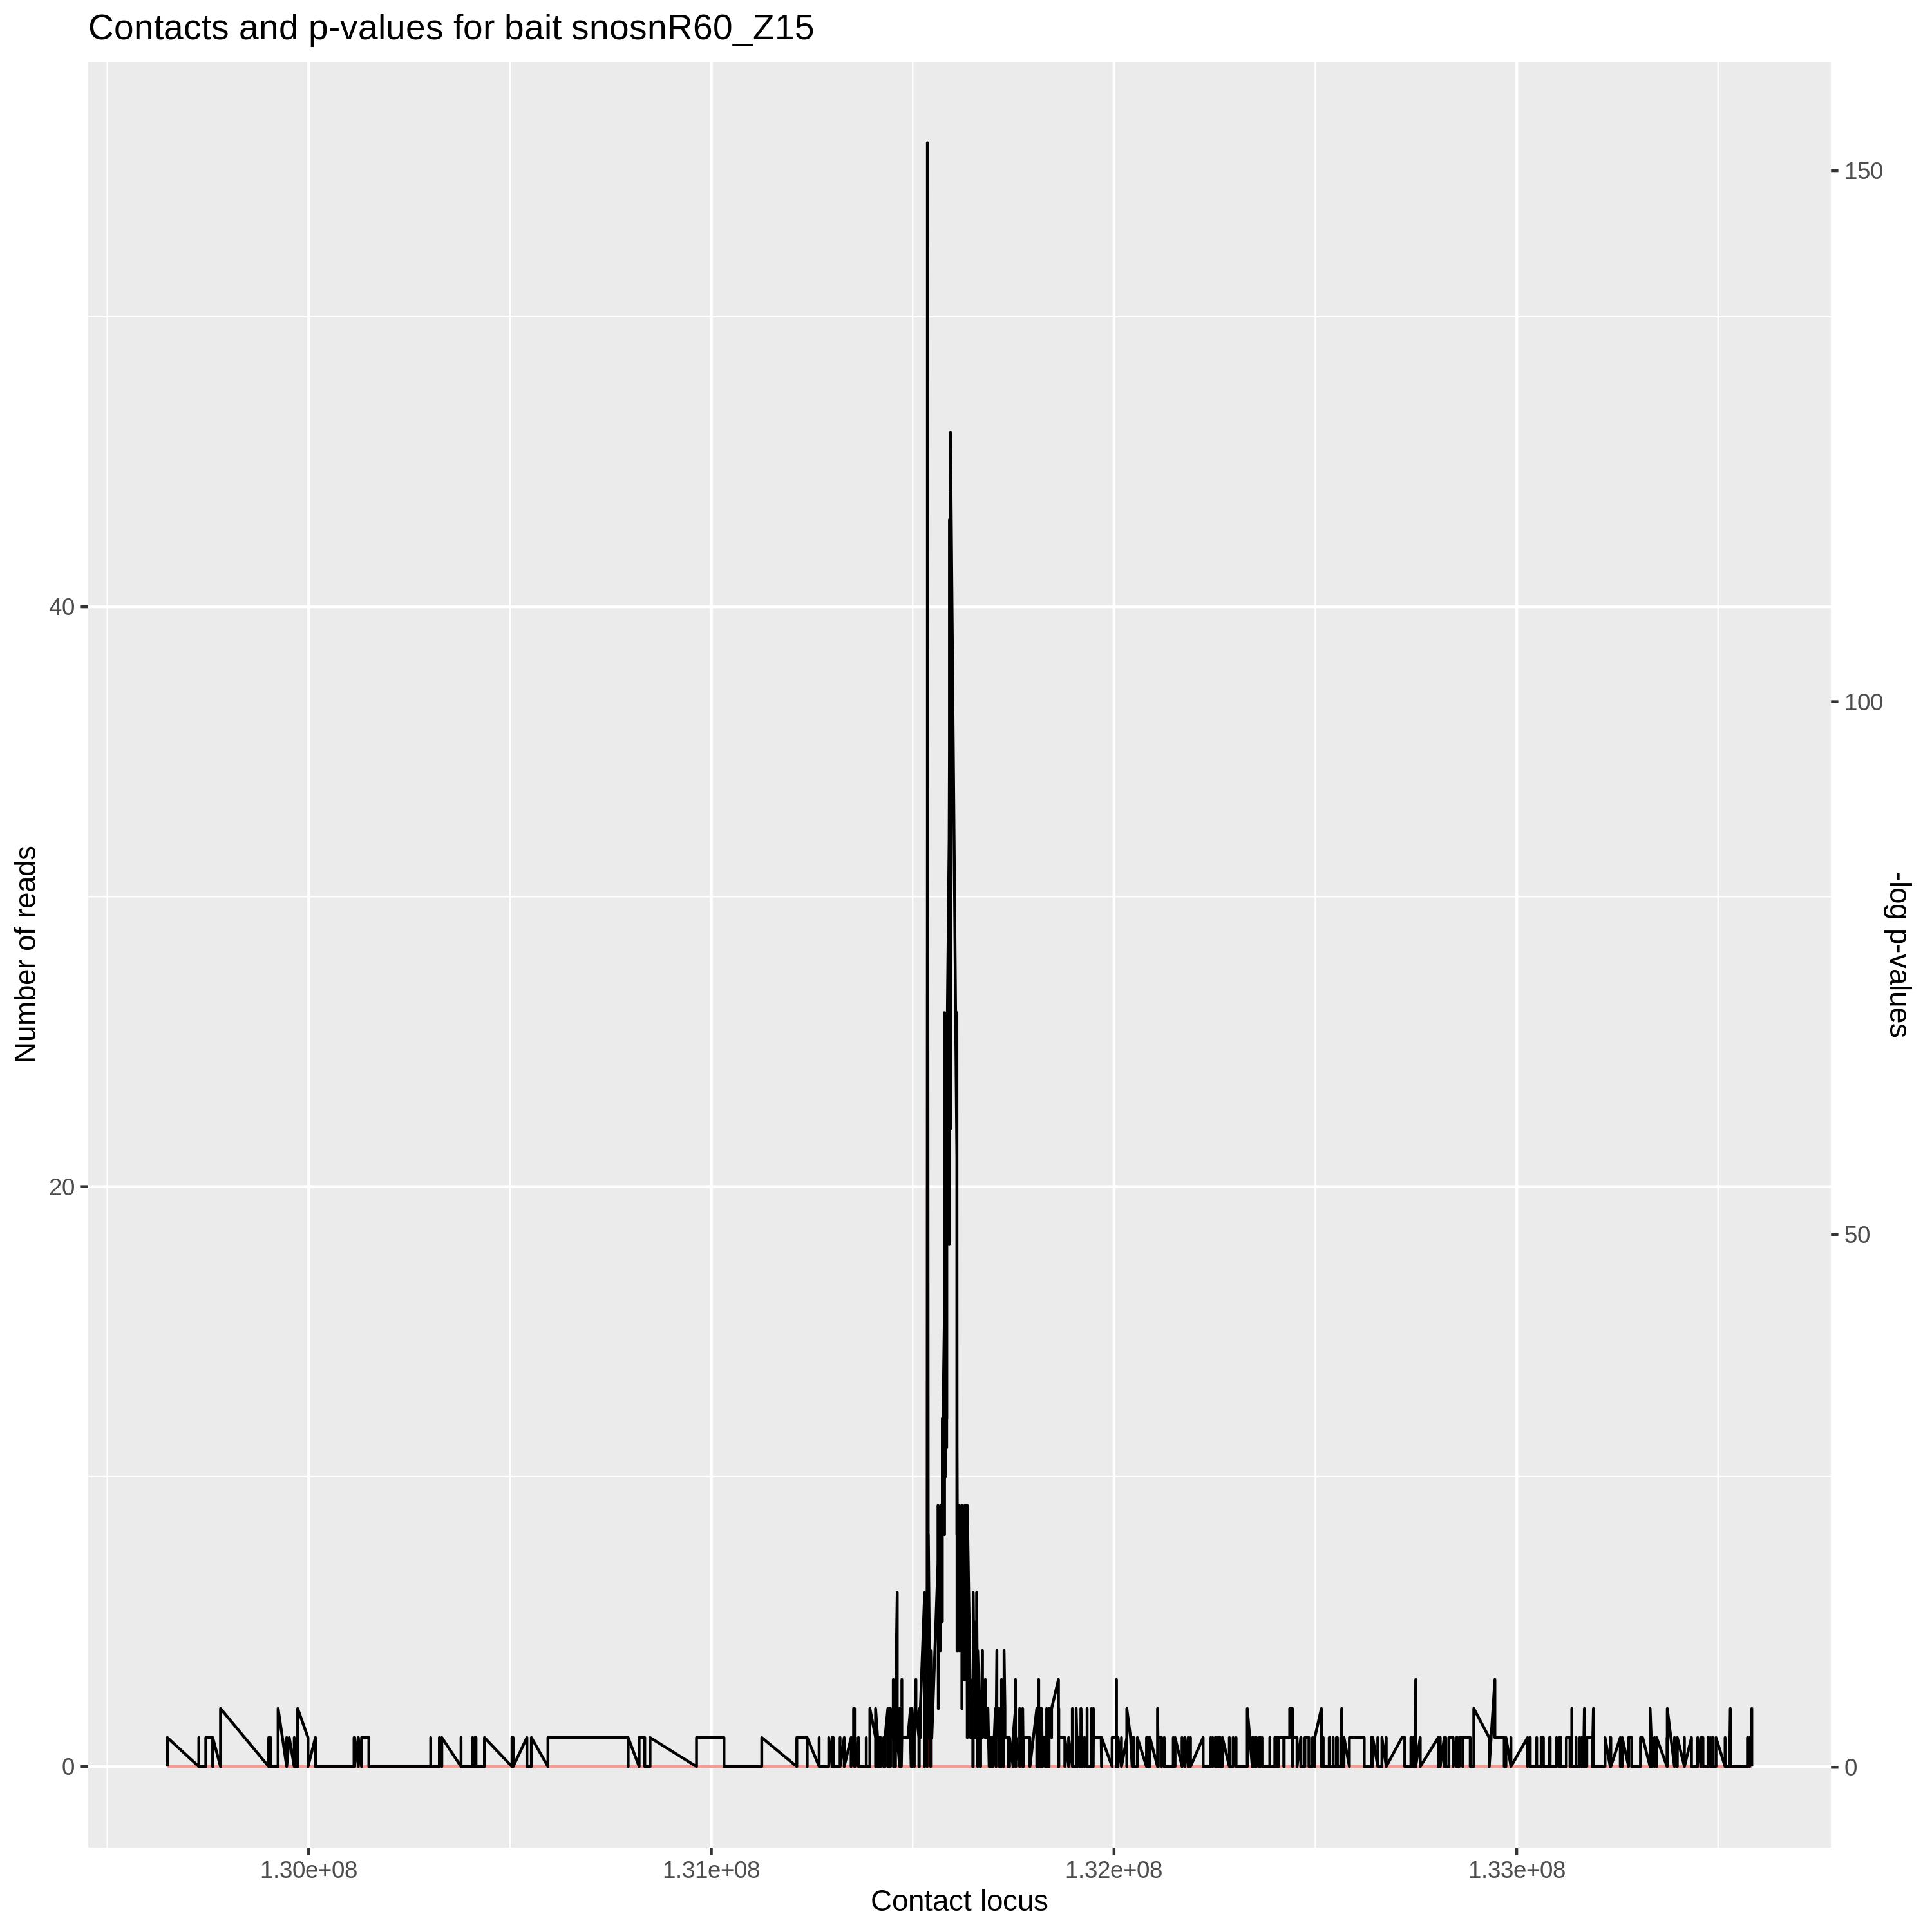 Contacts and p-values for bait snosnR60_Z15
Number of reads
40
20
0
150
100
50
0
-log p-values
1.30e+08
1.31e+08
1.32e+08
1.33e+08
Contact locus